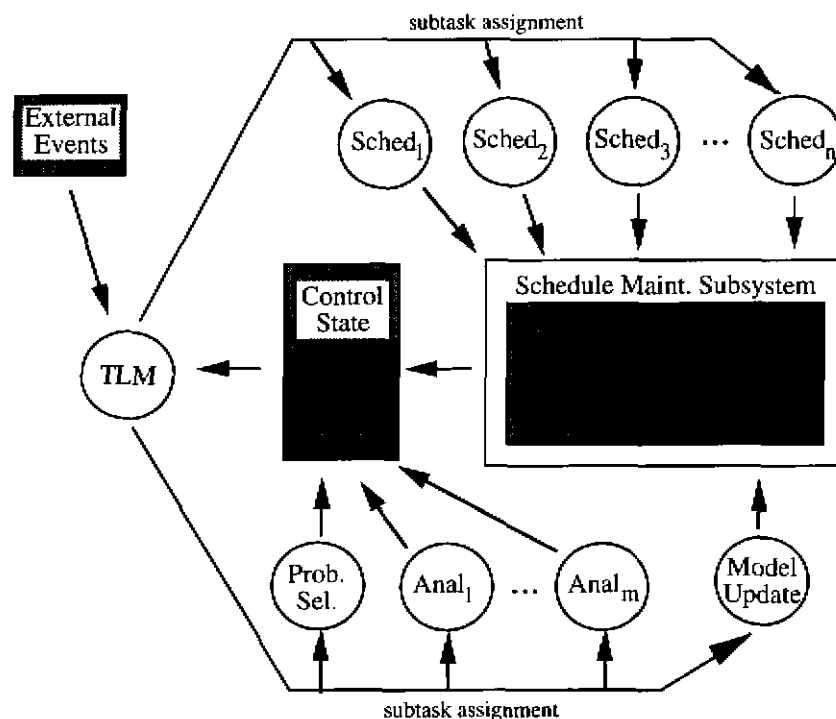 subtask assignment
External
Events
Sched1
Sched2
Sched3
...
Schedn
Schedule Maint. Subsystem
Control
State
TLM
Prob.
Sel.
Anal1
...
Analm
Model
Update
subtask assignment